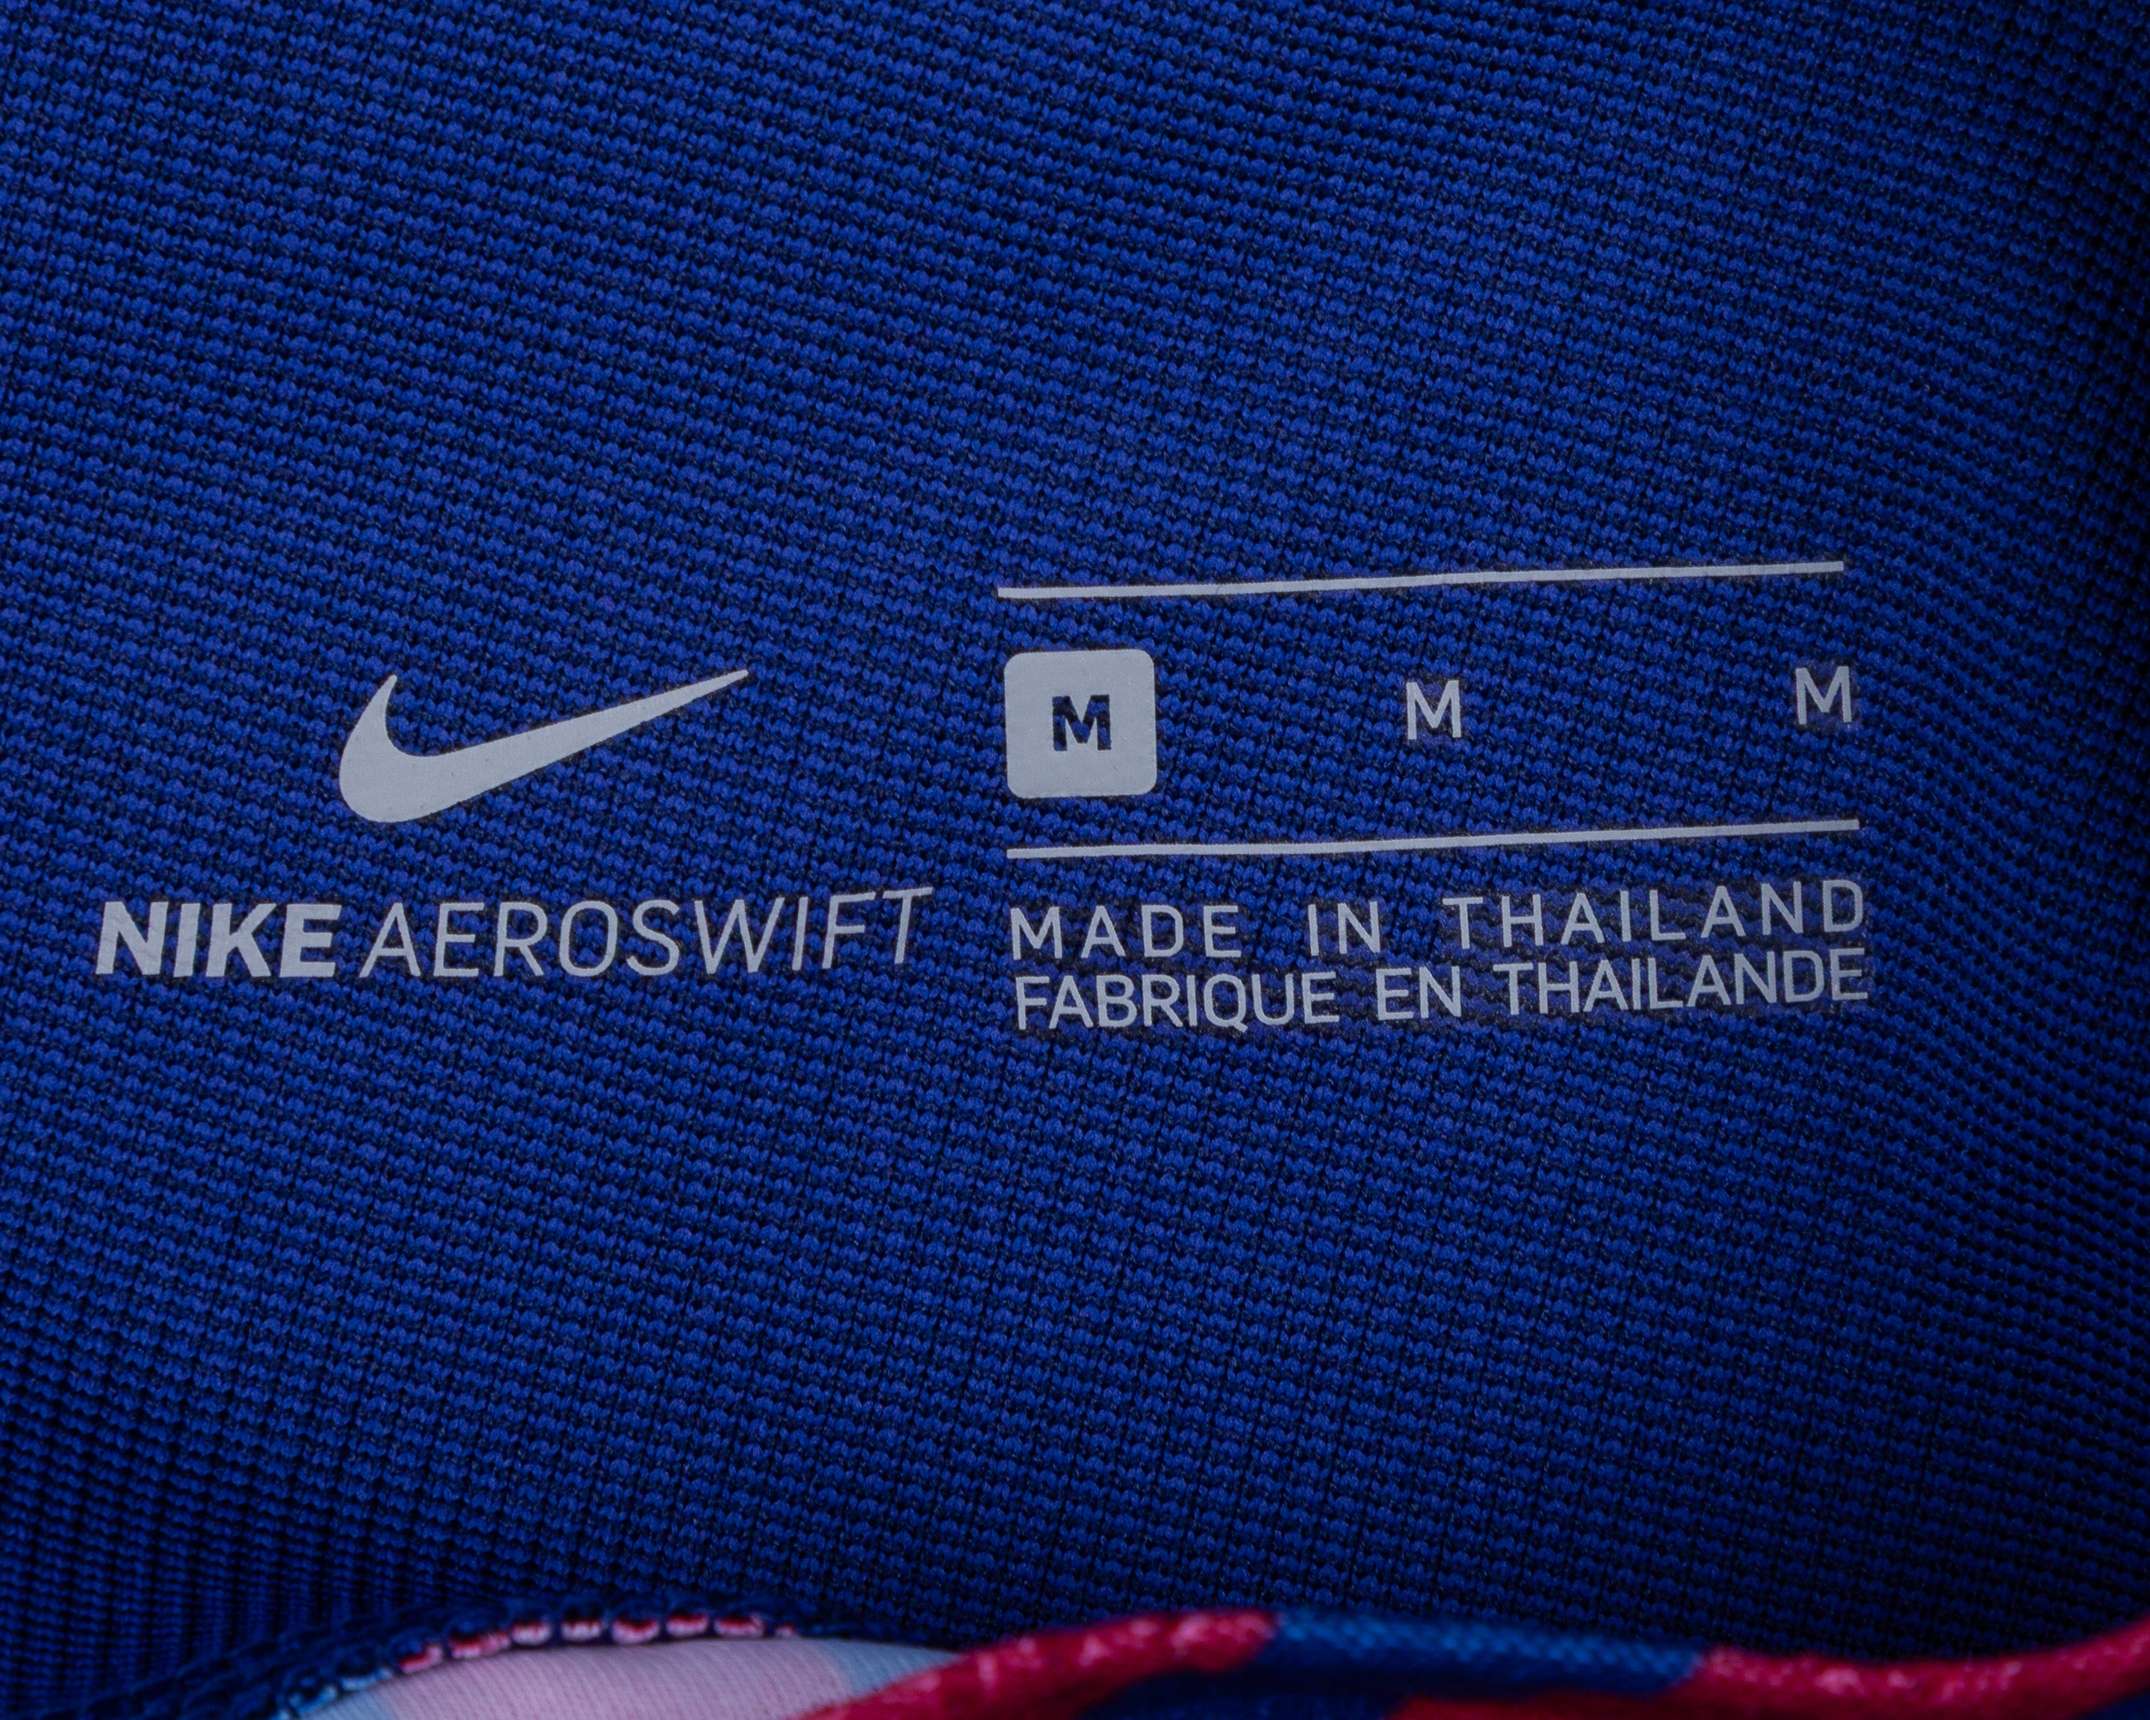 M M M
NIKE AEROSWIFT
MADE IN THAILAND
FABRIQUE EN THAILANDE